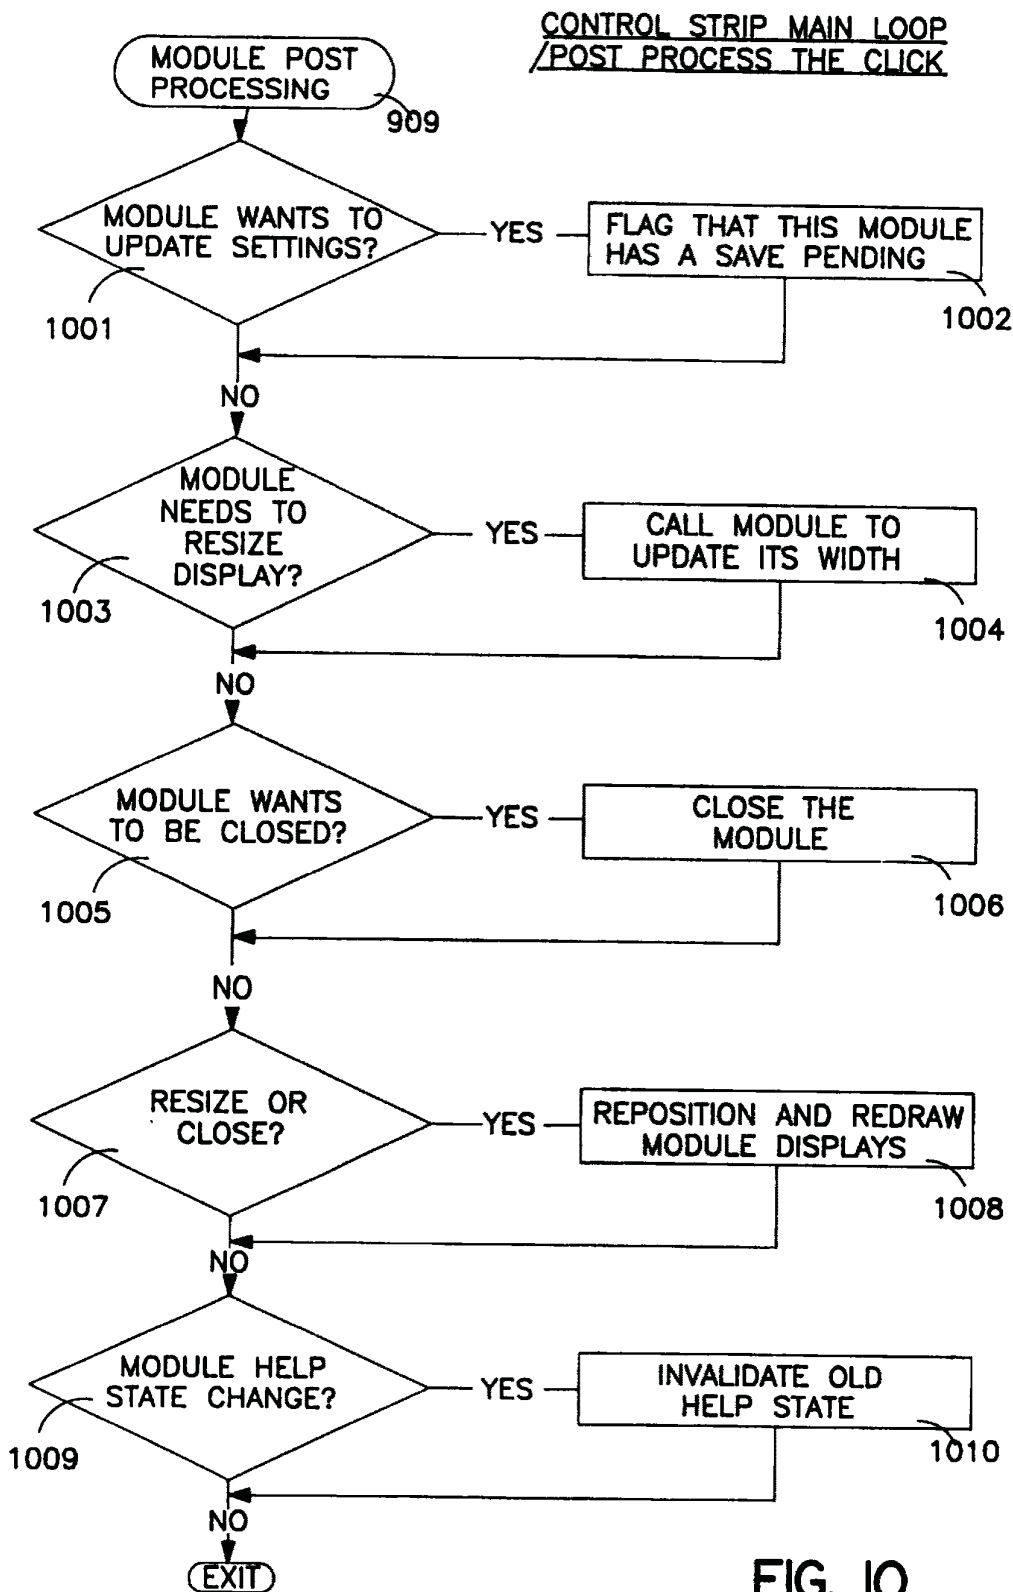 CONTROL STRIP MAIN LOOP
/POST PROCESS THE CLICK
MODULE POST
PROCESSING
909
MODULE WANTS TO
UPDATE SETTINGS?
1001
YES
FLAG THAT THIS MODULE
HAS A SAVE PENDING
1002
NO
MODULE
NEEDS TO
RESIZE
DISPLAY?
1003
YES
CALL MODULE TO
UPDATE ITS WIDTH
1004
NO
MODULE WANTS
TO BE CLOSED?
1005
YES
CLOSE THE
MODULE
1006
NO
RESIZE OR
CLOSE?
1007
YES
REPOSITION AND REDRAW
MODULE DISPLAYS
1008
NO
MODULE HELP
STATE CHANGE?
1009
YES
INVALIDATE OLD
HELP STATE
1010
NO
EXIT
FIG. 10